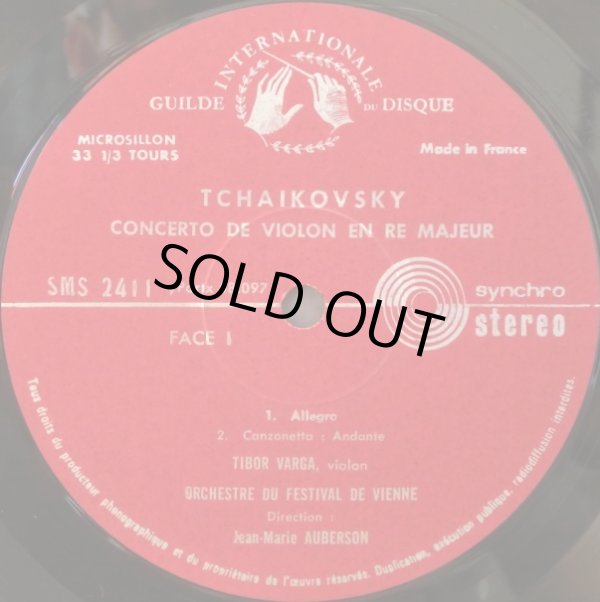 INTERNATIONALE
GUILDE DU DISQUE
MICROSILLON
33 1/3 TOURS
Made in France
TCHAIKOVSKY
CONCERTO DE VIOLON EN RE MAJEUR
SMS 2411
SOLD OUT
synchro
stereo
FACE 1
1. Allegro
2. Canzonetta : Andante
TIBOR VARGA, violon
ORCHESTRE DU FESTIVAL DE VIENNE
Direction :
Jean-Marie AUBERSON
Tous droits du producteur phonographique et du propriétaire de l'œuvre réservés. Duplication, exécution publique, radiodiffusion interdites.